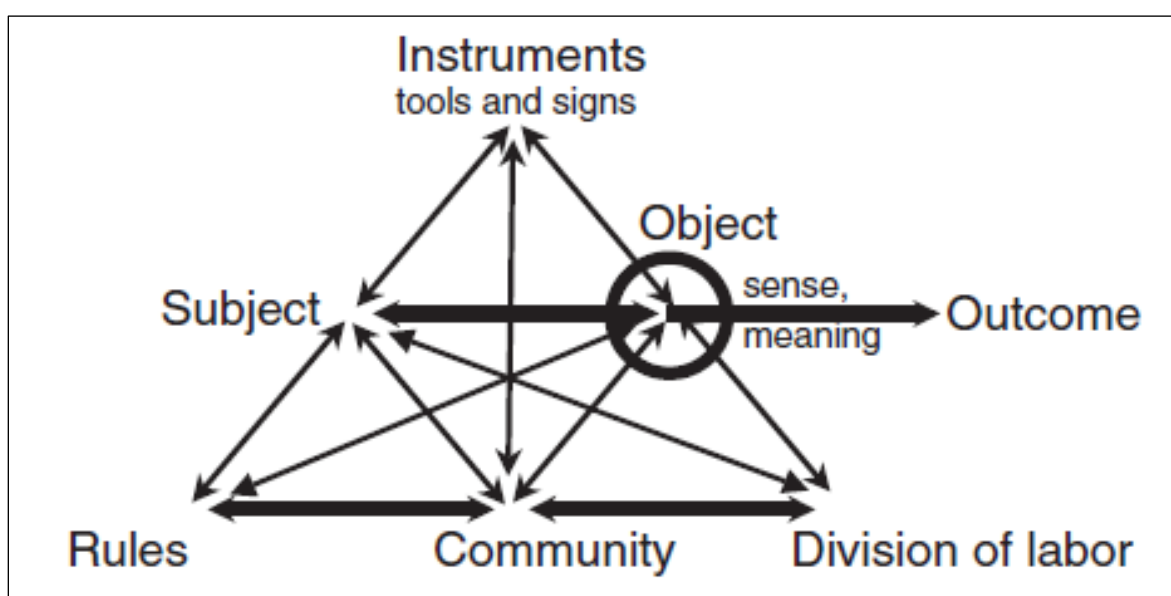 Instruments
tools and signs
Object
sense,
Subject
Outcome
meaning
Rules
Community
Division of labor